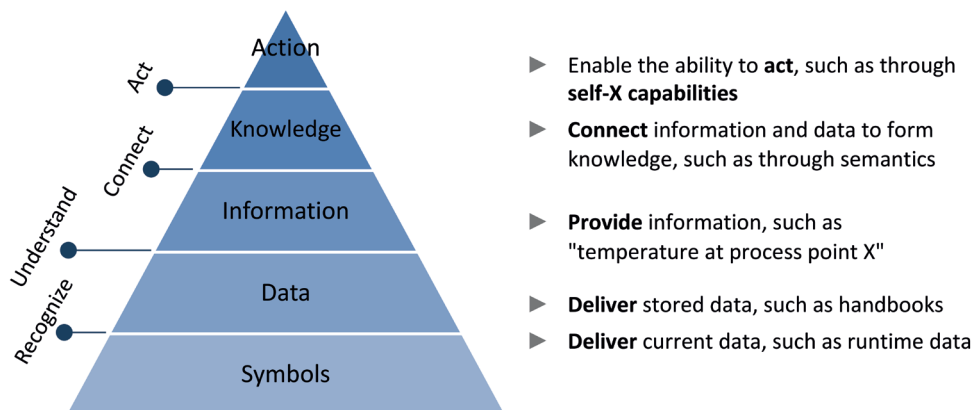 Action
Knowledge
Information
Data
Symbols
Act
Connect
Understand
Recognize
Enable the ability to act, such as through
self-X capabilities
Connect information and data to form
knowledge, such as through semantics
Provide information, such as
"temperature at process point X"
Deliver stored data, such as handbooks
Deliver current data, such as runtime data